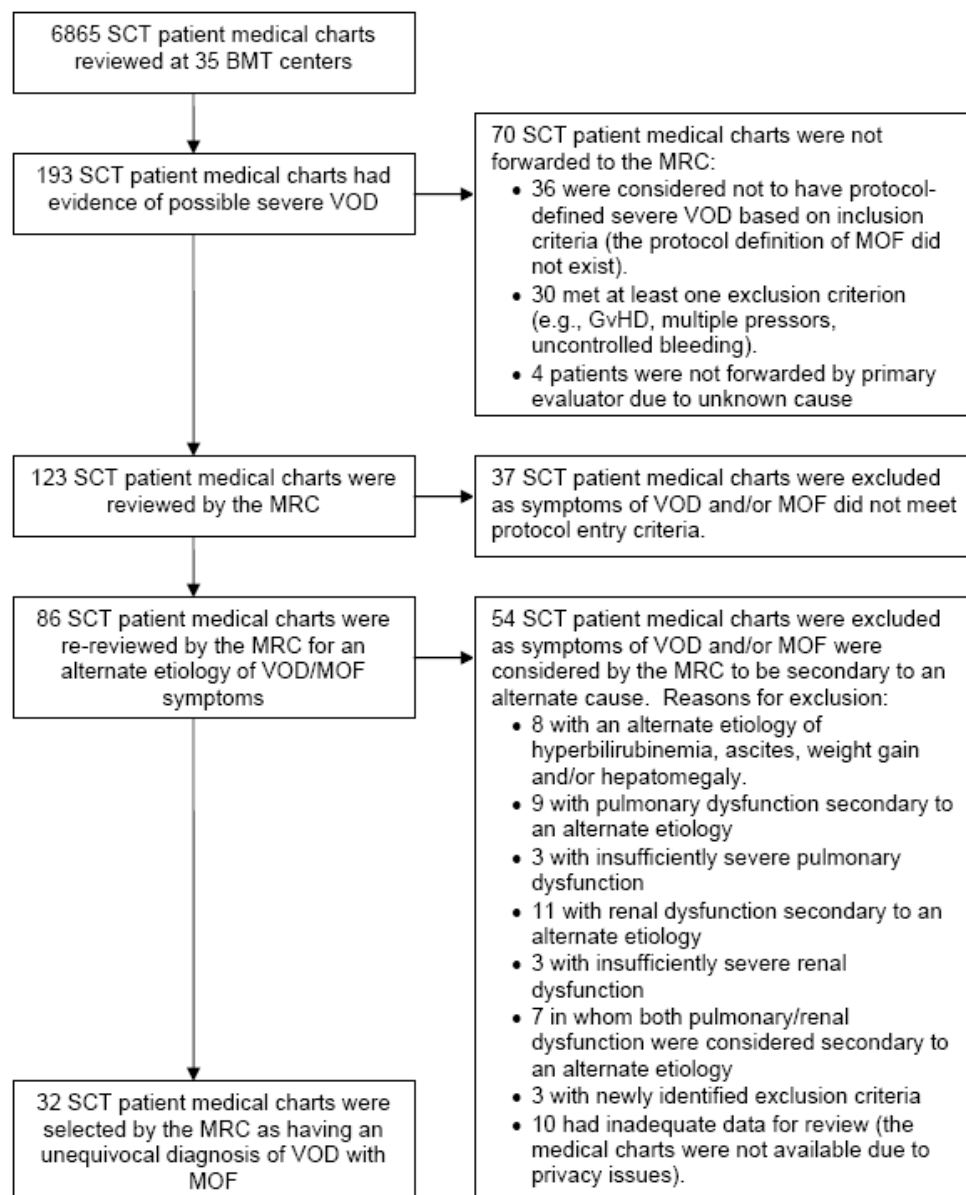 6865 SCT patient medical charts
reviewed at 35 BMT centers
193 SCT patient medical charts had
evidence of possible severe VOD
70 SCT patient medical charts were not
forwarded to the MRC:
• 36 were considered not to have protocol-
defined severe VOD based on inclusion
criteria (the protocol definition of MOF did
not exist).
• 30 met at least one exclusion criterion
(e.g., GvHD, multiple pressors,
uncontrolled bleeding).
• 4 patients were not forwarded by primary
evaluator due to unknown cause
123 SCT patient medical charts were
reviewed by the MRC
37 SCT patient medical charts were excluded
as symptoms of VOD and/or MOF did not meet
protocol entry criteria.
86 SCT patient medical charts were
re-reviewed by the MRC for an
alternate etiology of VOD/MOF
symptoms
54 SCT patient medical charts were excluded
as symptoms of VOD and/or MOF were
considered by the MRC to be secondary to an
alternate cause.  Reasons for exclusion:
• 8 with an alternate etiology of
hyperbilirubinemia, ascites, weight gain
and/or hepatomegaly.
• 9 with pulmonary dysfunction secondary to
an alternate etiology
• 3 with insufficiently severe pulmonary
dysfunction
• 11 with renal dysfunction secondary to an
alternate etiology
• 3 with insufficiently severe renal
dysfunction
• 7 in whom both pulmonary/renal
dysfunction were considered secondary to
an alternate etiology
• 3 with newly identified exclusion criteria
• 10 had inadequate data for review (the
medical charts were not available due to
privacy issues).
32 SCT patient medical charts were
selected by the MRC as having an
unequivocal diagnosis of VOD with
MOF